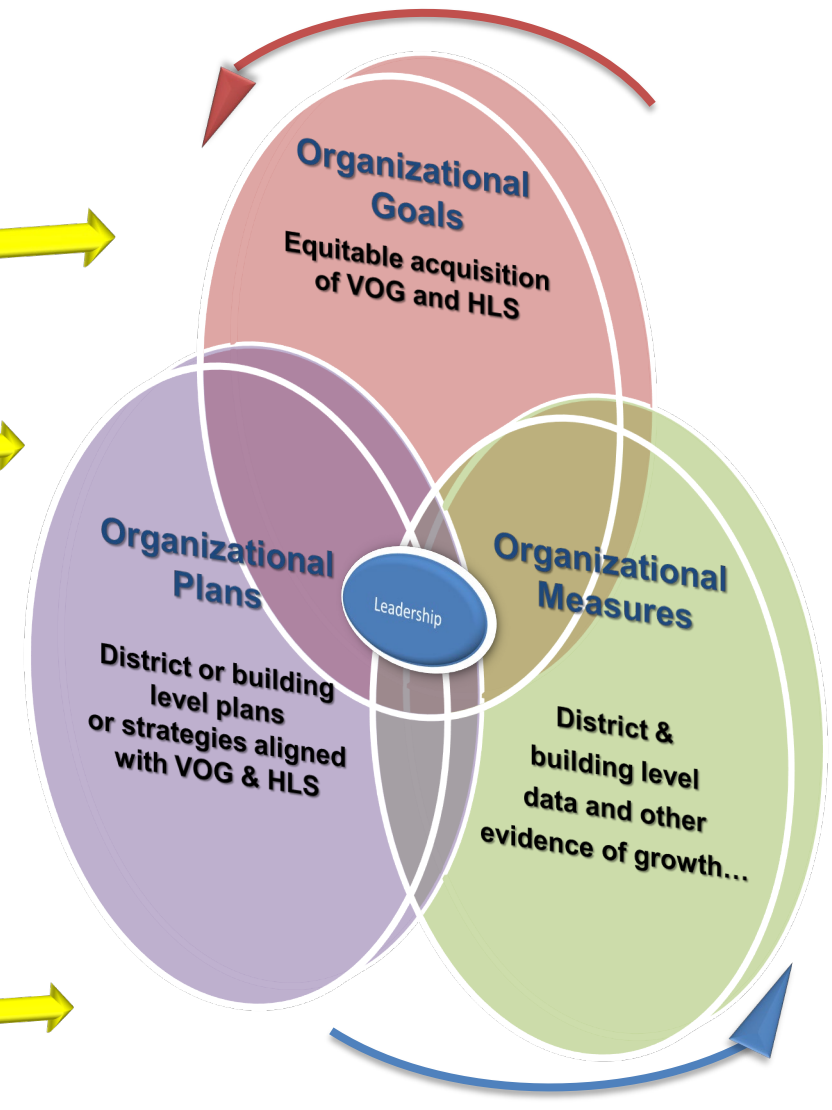 Organizational
Goals
Equitable acquisition
of VOG and HLS
Organizational
Plans
District or building
level plans
or strategies aligned
with VOG & HLS
Leadership
Organizational
Measures
District &
building level
data and other
evidence of growth…